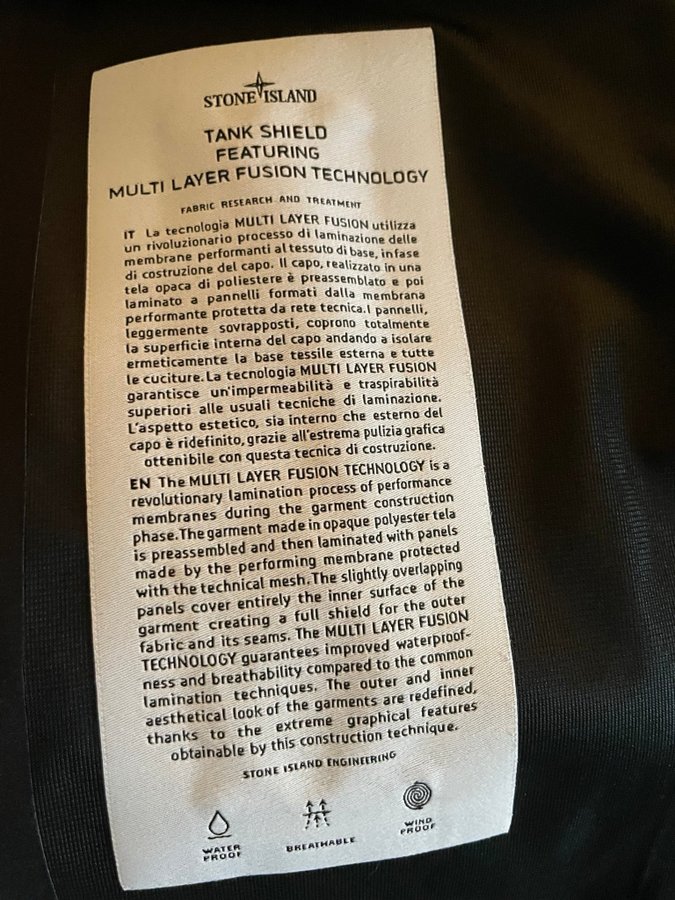 STONE ISLAND
TANK SHIELD
FEATURING
MULTI LAYER FUSION TECHNOLOGY
FABRIC RESEARCH AND TREATMENT
IT La tecnologia MULTI LAYER FUSION utilizza
un rivoluzionario processo di laminazione delle
membrane performanti al tessuto di base, in fase
di costruzione del capo. Il capo, realizzato in una
tela opaca di poliestere è preassemblato e poi
laminato a pannelli formati dalla membrana
performante protetta da rete tecnica.I pannelli,
leggermente sovrapposti, coprono totalmente
la superficie interna del capo andando a isolare
ermeticamente la base tessile esterna e tutte
le cuciture. La tecnologia MULTI LAYER FUSION
garantisce un'impermeabilità e traspirabilità
superiori alle usuali tecniche di laminazione.
L'aspetto estetico, sia interno che esterno del
capo è ridefinito, grazie all'estrema pulizia grafica
ottenibile con questa tecnica di costruzione.
EN The MULTI LAYER FUSION TECHNOLOGY is a
revolutionary lamination process of performance
membranes during the garment construction
phase. The garment made in opaque polyester tela
is preassembled and then laminated with panels
made by the performing membrane protected
with the technical mesh. The slightly overlapping
panels cover entirely the inner surface of the
garment creating a full shield for the outer
fabric and its seams. The MULTI LAYER FUSION
TECHNOLOGY guarantees improved waterproof-
ness and breathability compared to the common
lamination techniques. The outer and inner
aesthetical look of the garments are redefined,
thanks to the extreme graphical features
obtainable by this construction technique.
STONE ISLAND ENGINEERING
WATER PROOF
BREATHABLE
WIND PROOF